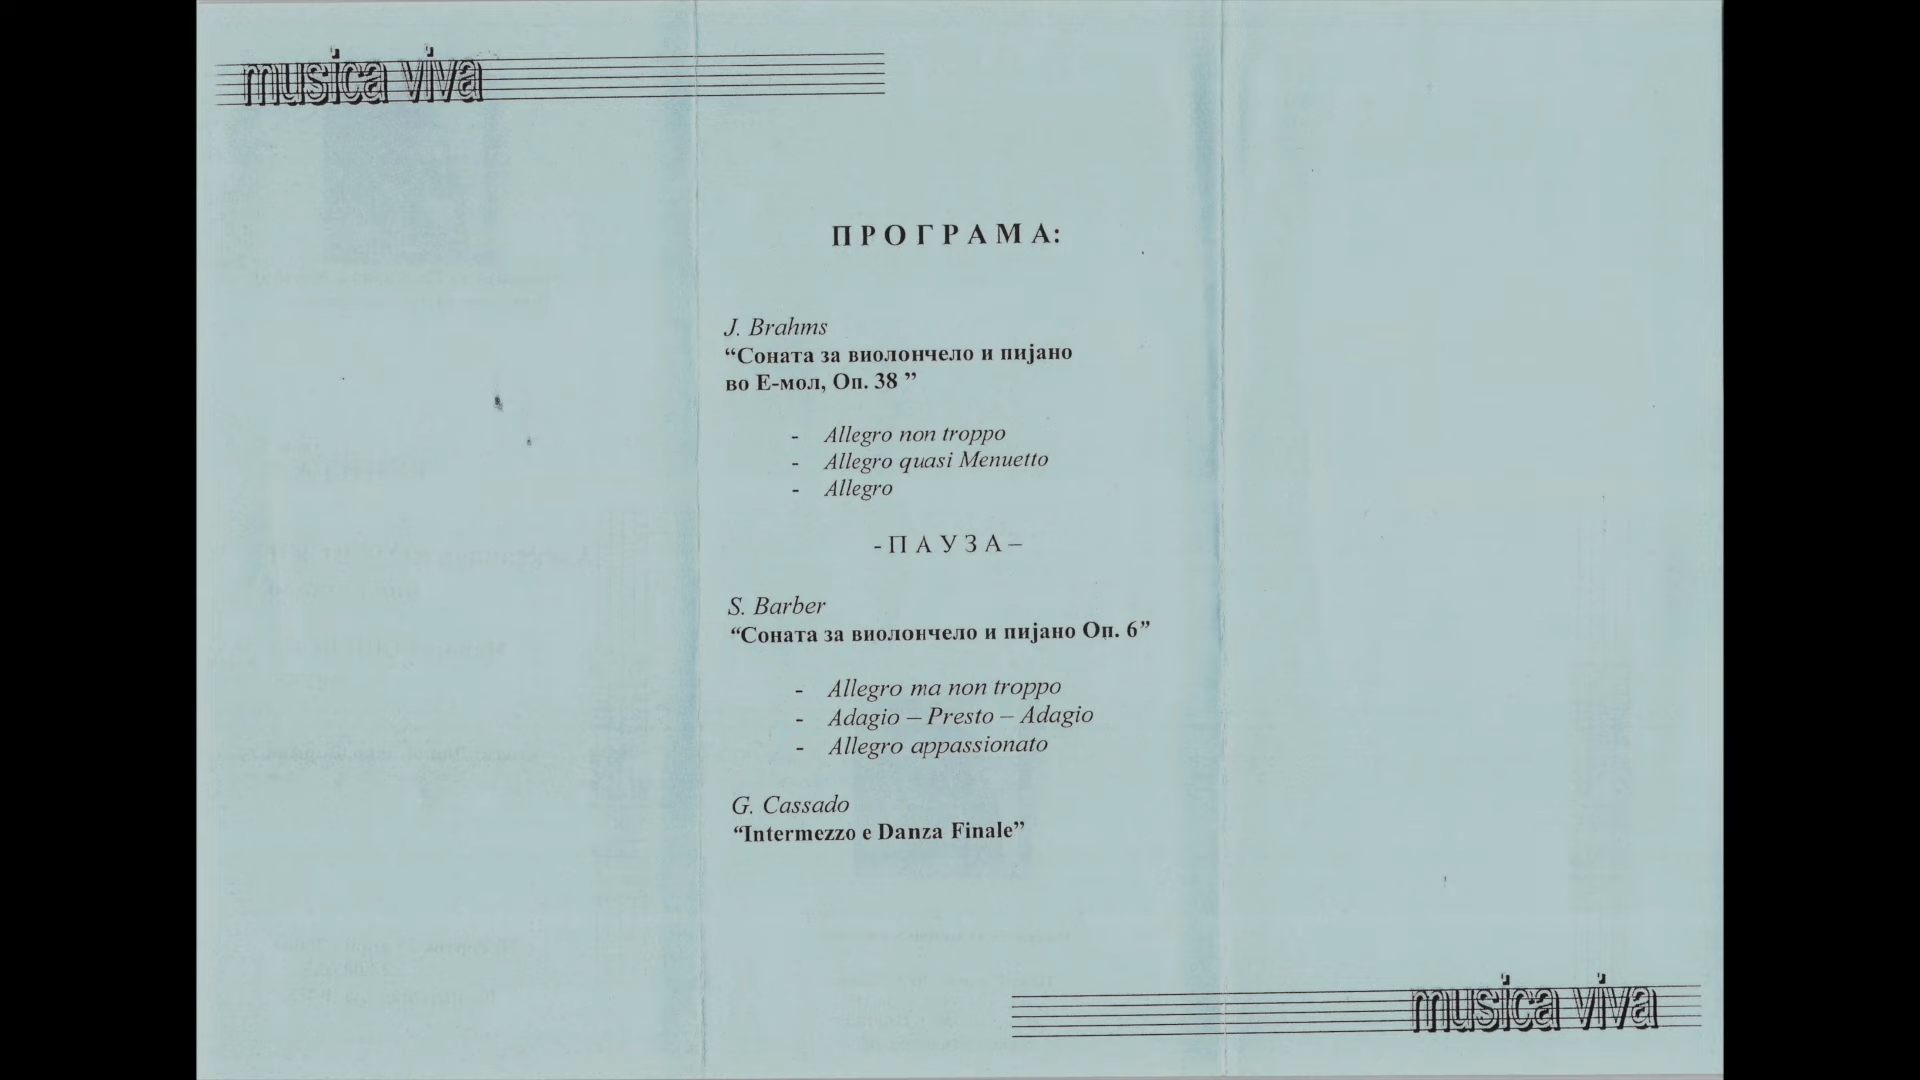 musica viva
ПРОГРАМА:
J. Brahms
“Соната за виолончело и пијано
во Е-мол, Оп. 38 ”
- Allegro non troppo
- Allegro quasi Menuetto
- Allegro
- ПАУЗА –
S. Barber
“Соната за виолончело и пијано Оп. 6”
- Allegro ma non troppo
- Adagio – Presto – Adagio
- Allegro appassionato
G. Cassado
“Intermezzo e Danza Finale”
musica viva